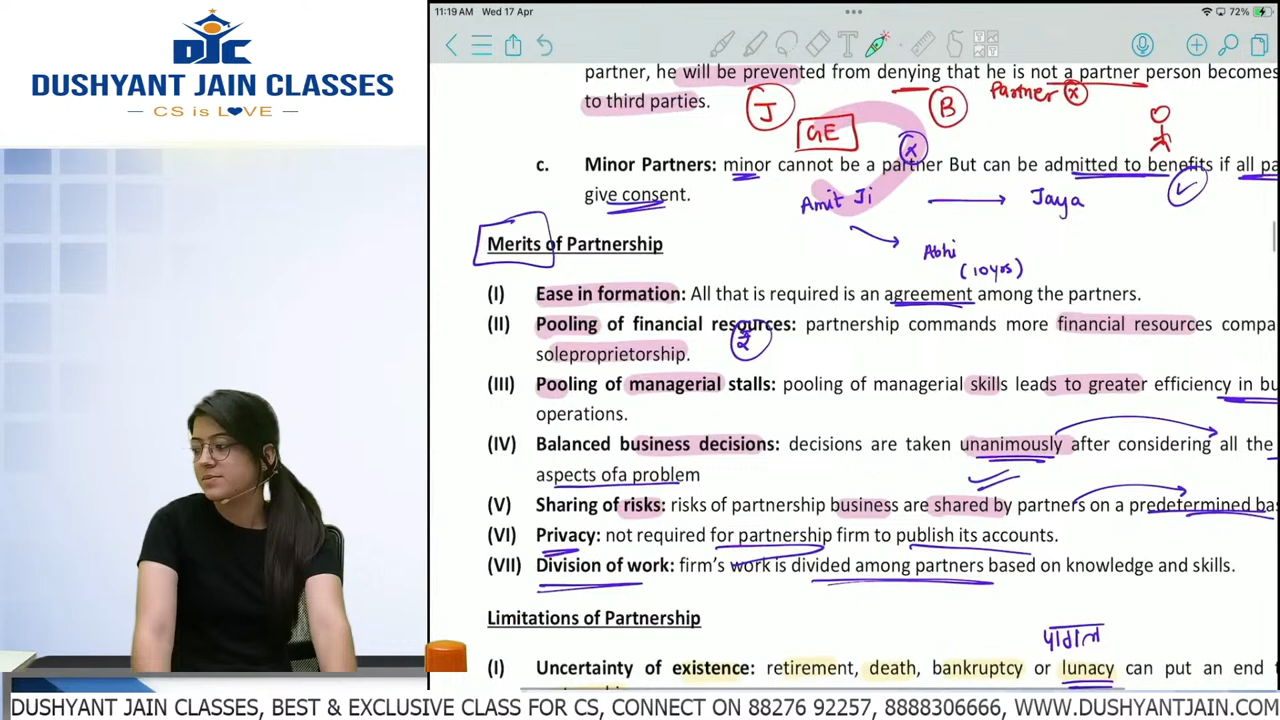 11:19 AM Wed 17 Apr
72%
DJC
DUSHYANT JAIN CLASSES
CS is LOVE
partner, he will be prevented from denying that he is not a partner person becomes
to third parties.
Partner x
J
B
GE
x
c. Minor Partners: minor cannot be a partner But can be admitted to benefits if all pa
give consent.
Amit Ji
Jaya
Merits of Partnership
Abhi
(10yrs)
(I) Ease in formation: All that is required is an agreement among the partners.
(II) Pooling of financial resources: partnership commands more financial resources compa
soleproprietorship.
(III) Pooling of managerial stalls: pooling of managerial skills leads to greater efficiency in bu
operations.
(IV) Balanced business decisions: decisions are taken unanimously after considering all the
aspects ofa problem
(V) Sharing of risks: risks of partnership business are shared by partners on a predetermined bas
(VI) Privacy: not required for partnership firm to publish its accounts.
(VII) Division of work: firm's work is divided among partners based on knowledge and skills.
Limitations of Partnership
पागल
(I) Uncertainty of existence: retirement, death, bankruptcy or lunacy can put an end
DUSHYANT JAIN CLASSES, BEST & EXCLUSIVE CLASS FOR CS, CONNECT ON 88276 92257, 8888306666, WWW.DUSHYANTJAIN.COM